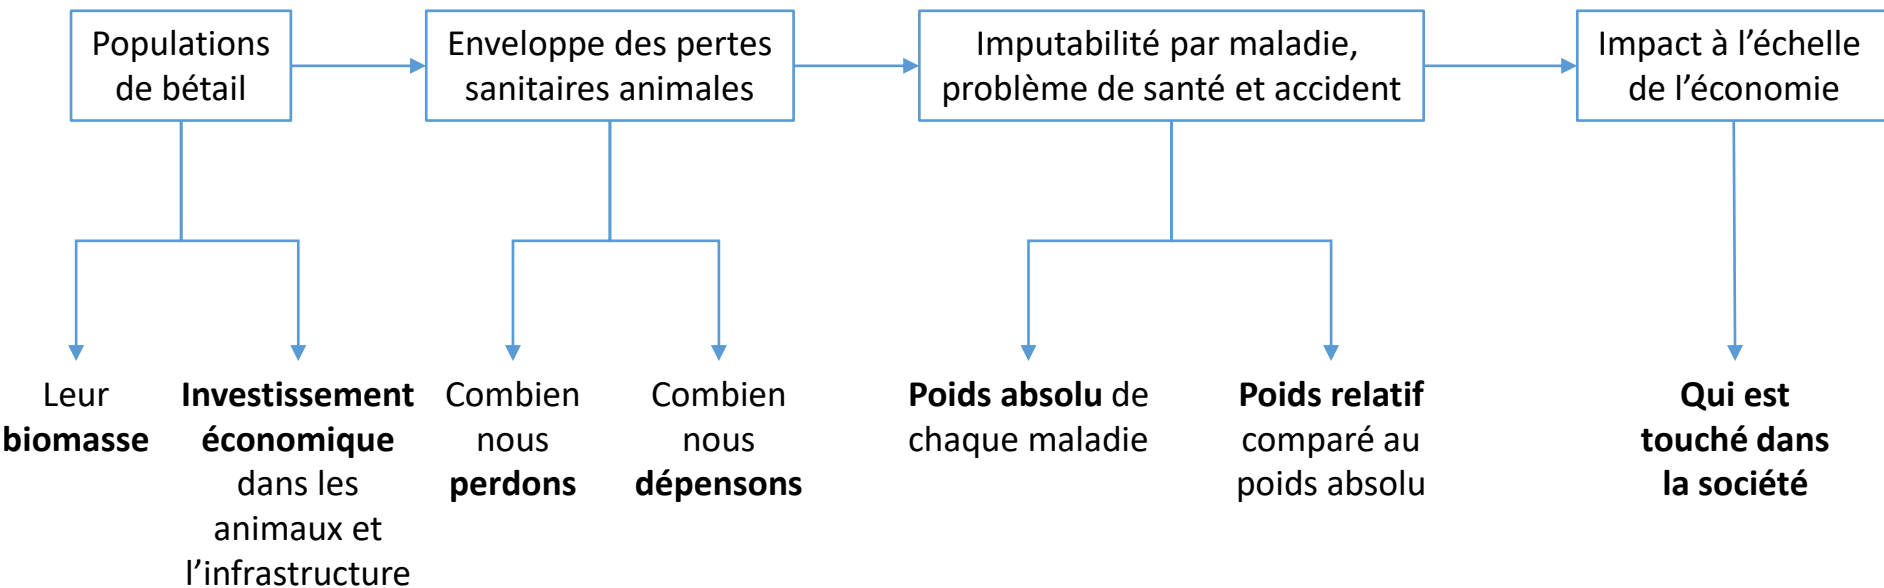 Populations
de bétail
Enveloppe des pertes
sanitaires animales
Imputabilité par maladie,
problème de santé et accident
Impact à l’échelle
de l’économie
Leur
biomasse
Investissement
économique
dans les
animaux et
l’infrastructure
Combien
nous
perdons
Combien
nous
dépensons
Poids absolu de
chaque maladie
Poids relatif
comparé au
poids absolu
Qui est
touché dans
la société